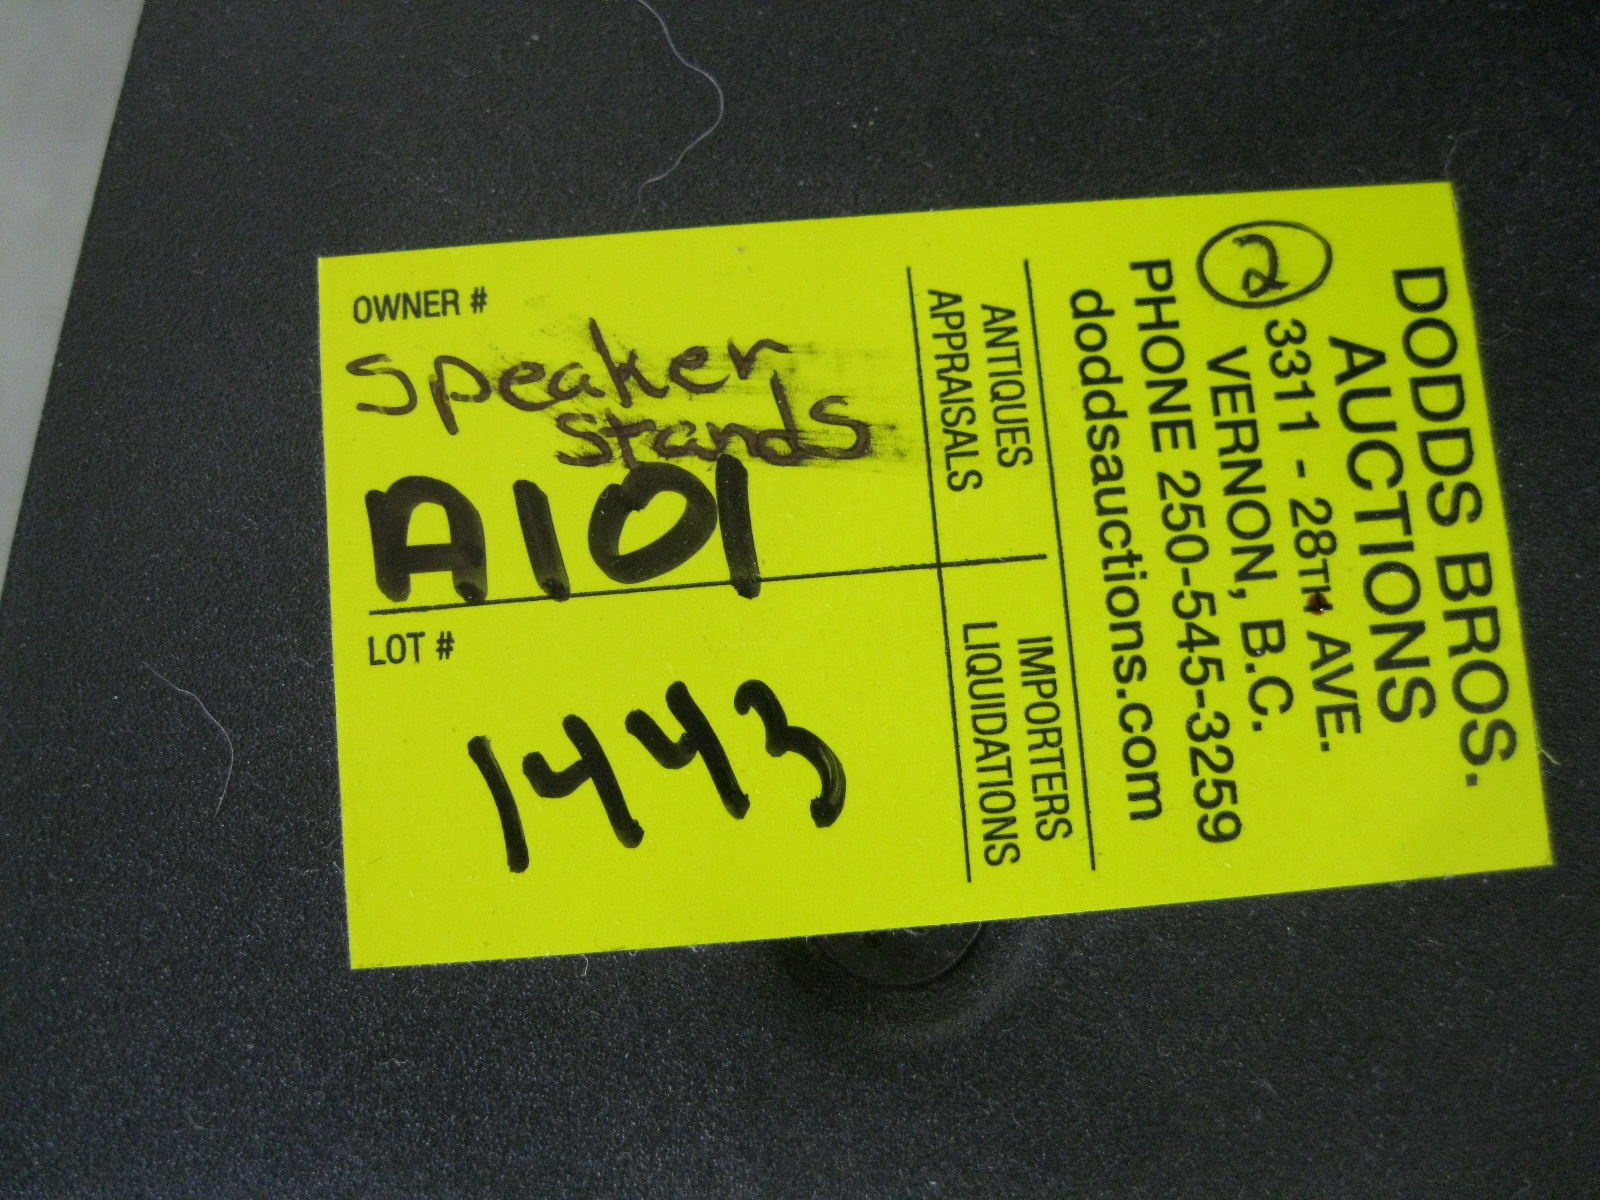 DODDS BROS.
AUCTIONS
3311 - 28TH AVE.
VERNON, B.C.
PHONE 250-545-3259
doddsauctions.com
2
ANTIQUES
APPRAISALS
IMPORTERS
LIQUIDATIONS
OWNER #
Speaker
Stands
A101
LOT #
1443